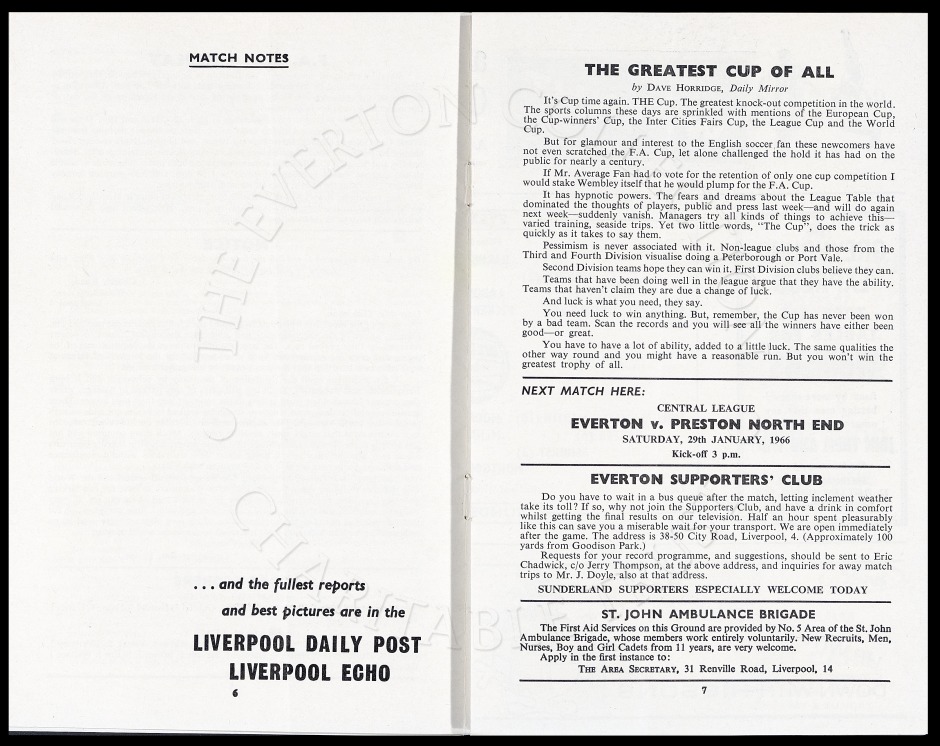 MATCH NOTES
... and the fullest reports
and best pictures are in the
LIVERPOOL DAILY POST
LIVERPOOL ECHO
6
THE GREATEST CUP OF ALL
by DAVE HORRIDGE, Daily Mirror
It's Cup time again. THE Cup. The greatest knock-out competition in the world.
The sports columns these days are sprinkled with mentions of the European Cup,
the Cup-winners' Cup, the Inter Cities Fairs Cup, the League Cup and the World
Cup.
But for glamour and interest to the English soccer fan these newcomers have
not even scratched the F.A. Cup, let alone challenged the hold it has had on the
public for nearly a century.
If Mr. Average Fan had to vote for the retention of only one cup competition I
would stake Wembley itself that he would plump for the F.A. Cup.
It has hypnotic powers. The fears and dreams about the League Table that
dominated the thoughts of players, public and press last week—and will do again
next week—suddenly vanish. Managers try all kinds of things to achieve this—
varied training, seaside trips. Yet two little words, "The Cup", does the trick as
quickly as it takes to say them.
Pessimism is never associated with it. Non-league clubs and those from the
Third and Fourth Division visualise doing a Peterborough or Port Vale.
Second Division teams hope they can win it. First Division clubs believe they can.
Teams that have been doing well in the league argue that they have the ability.
Teams that haven't claim they are due a change of luck.
And luck is what you need, they say.
You need luck to win anything. But, remember, the Cup has never been won
by a bad team. Scan the records and you will see all the winners have either been
good—or great.
You have to have a lot of ability, added to a little luck. The same qualities the
other way round and you might have a reasonable run. But you won't win the
greatest trophy of all.
NEXT MATCH HERE:
CENTRAL LEAGUE
EVERTON v. PRESTON NORTH END
SATURDAY, 29th JANUARY, 1966
Kick-off 3 p.m.
EVERTON SUPPORTERS' CLUB
Do you have to wait in a bus queue after the match, letting inclement weather
take its toll? If so, why not join the Supporters Club, and have a drink in comfort
whilst getting the final results on our television. Half an hour spent pleasurably
like this can save you a miserable wait for your transport. We are open immediately
after the game. The address is 38-50 City Road, Liverpool, 4. (Approximately 100
yards from Goodison Park.)
Requests for your record programme, and suggestions, should be sent to Eric
Chadwick, c/o Jerry Thompson, at the above address, and inquiries for away match
trips to Mr. J. Doyle, also at that address.
SUNDERLAND SUPPORTERS ESPECIALLY WELCOME TODAY
ST. JOHN AMBULANCE BRIGADE
The First Aid Services on this Ground are provided by No. 5 Area of the St. John
Ambulance Brigade, whose members work entirely voluntarily. New Recruits, Men,
Nurses, Boy and Girl Cadets from 11 years, are very welcome.
Apply in the first instance to:
THE AREA SECRETARY, 31 Renville Road, Liverpool, 14
7
© THE EVERTON
© CHARITABLE